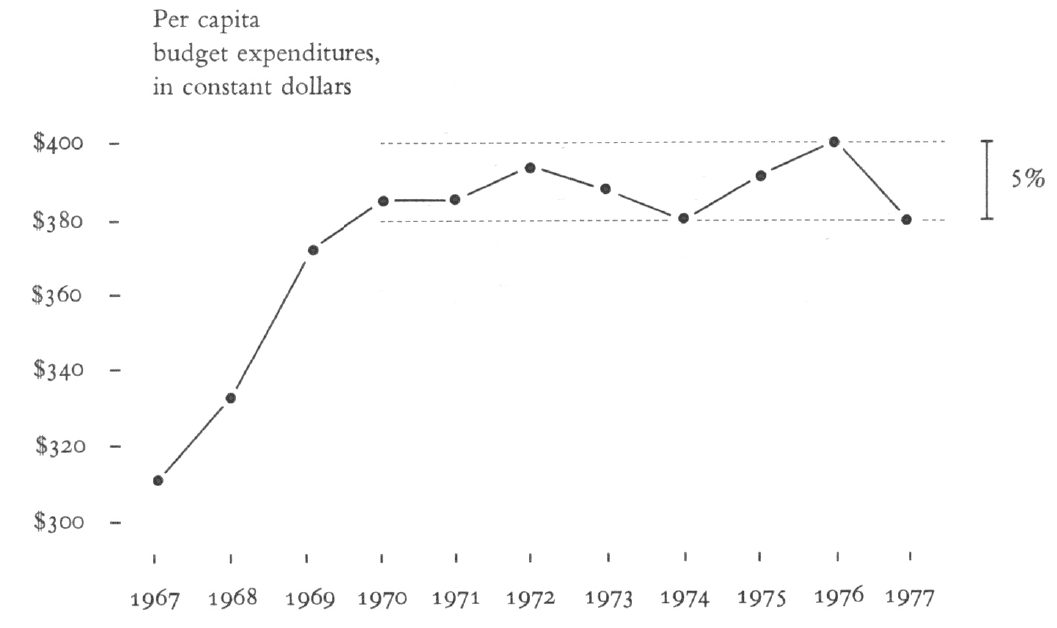 Per capita
budget expenditures,
in constant dollars
$400
$380
5%
$360
$340
$320
$300
1967 1968 1969 1970 1971 1972 1973 1974 1975 1976 1977